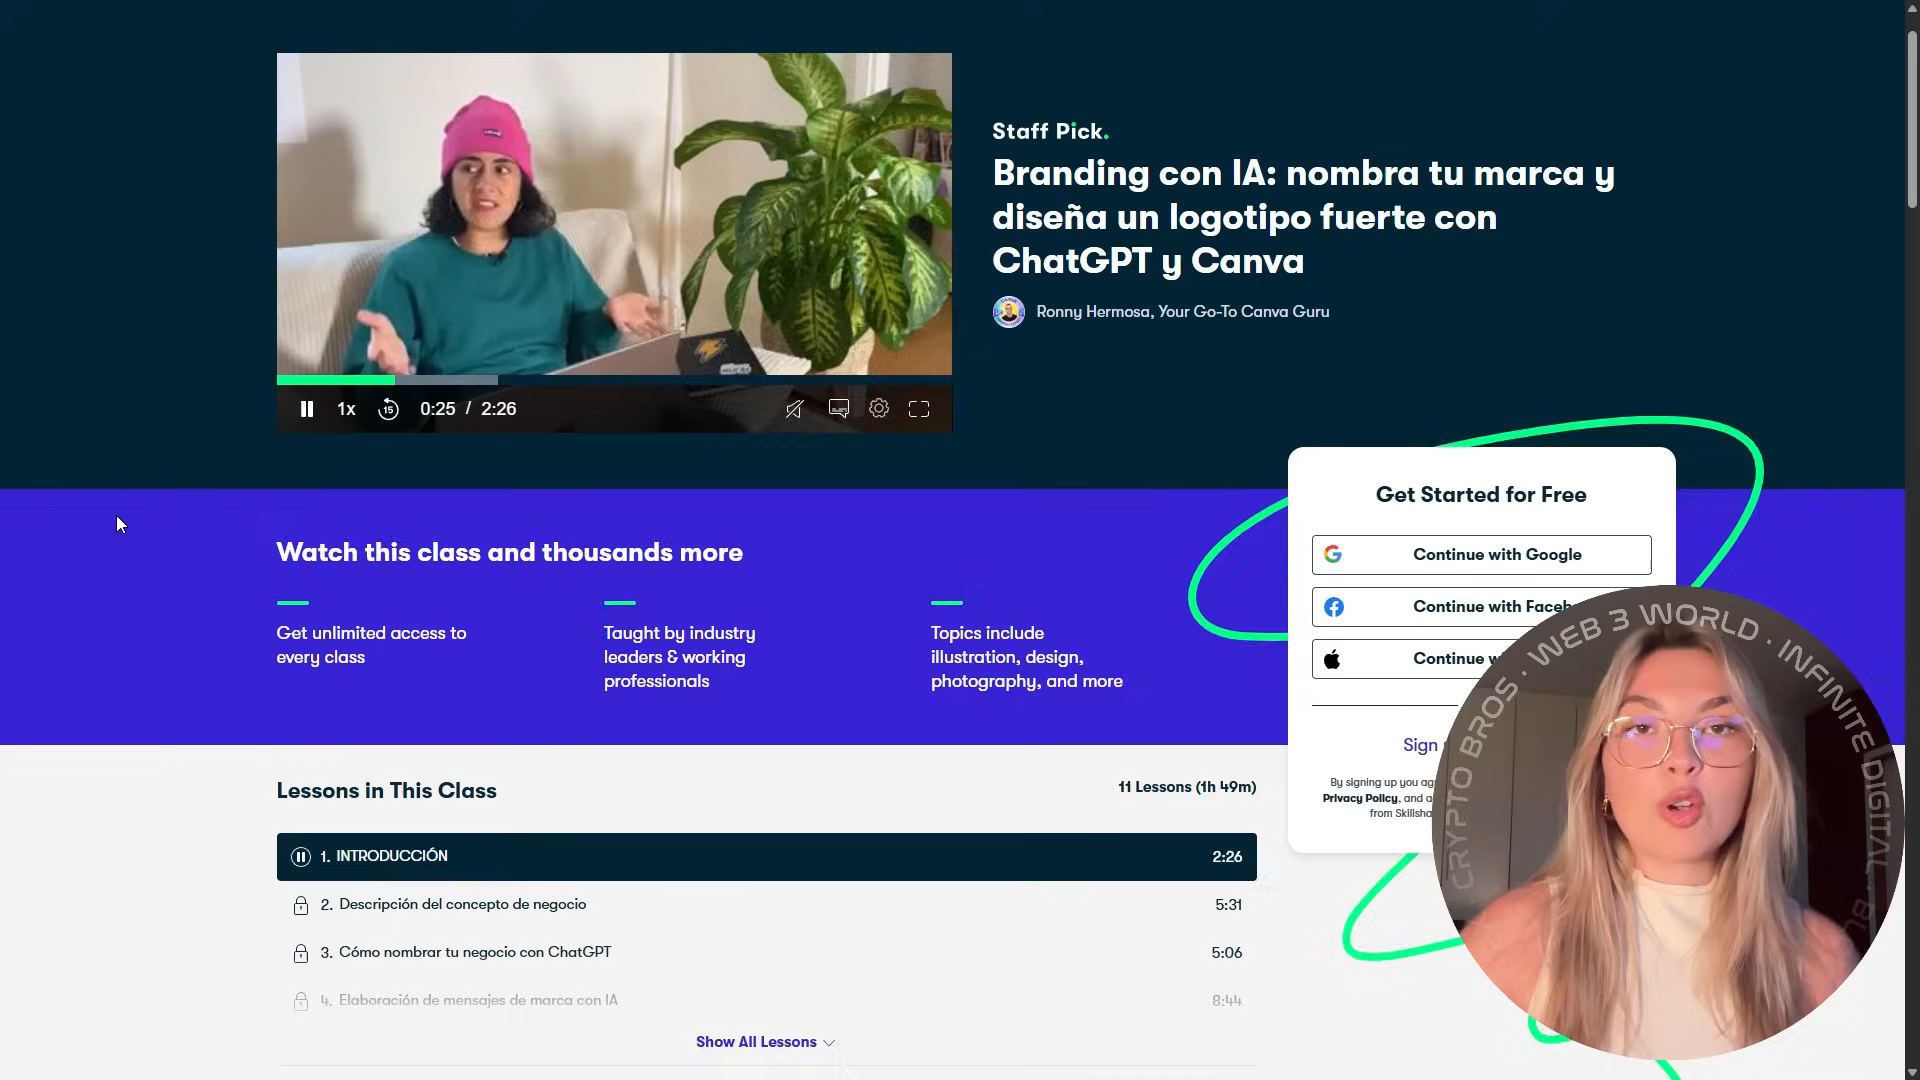 Staff Pick.
Branding con IA: nombra tu marca y
diseña un logotipo fuerte con
ChatGPT y Canva
Ronny Hermosa, Your Go-To Canva Guru
1x
15
0:25 / 2:26
Get Started for Free
Continue with Google
Continue with Faceb
Continue w
Sign
By signing up you ag
Privacy Policy, and a
from Skillsha
Watch this class and thousands more
Get unlimited access to
every class
Taught by industry
leaders & working
professionals
Topics include
illustration, design,
photography, and more
Lessons in This Class
11 Lessons (1h 49m)
1. INTRODUCCIÓN 2:26
2. Descripción del concepto de negocio 5:31
3. Cómo nombrar tu negocio con ChatGPT 5:06
4. Elaboración de mensajes de marca con IA 8:44
Show All Lessons
CRYPTO BROS. · WEB 3 WORLD · INFINITE DIGITAL · BU